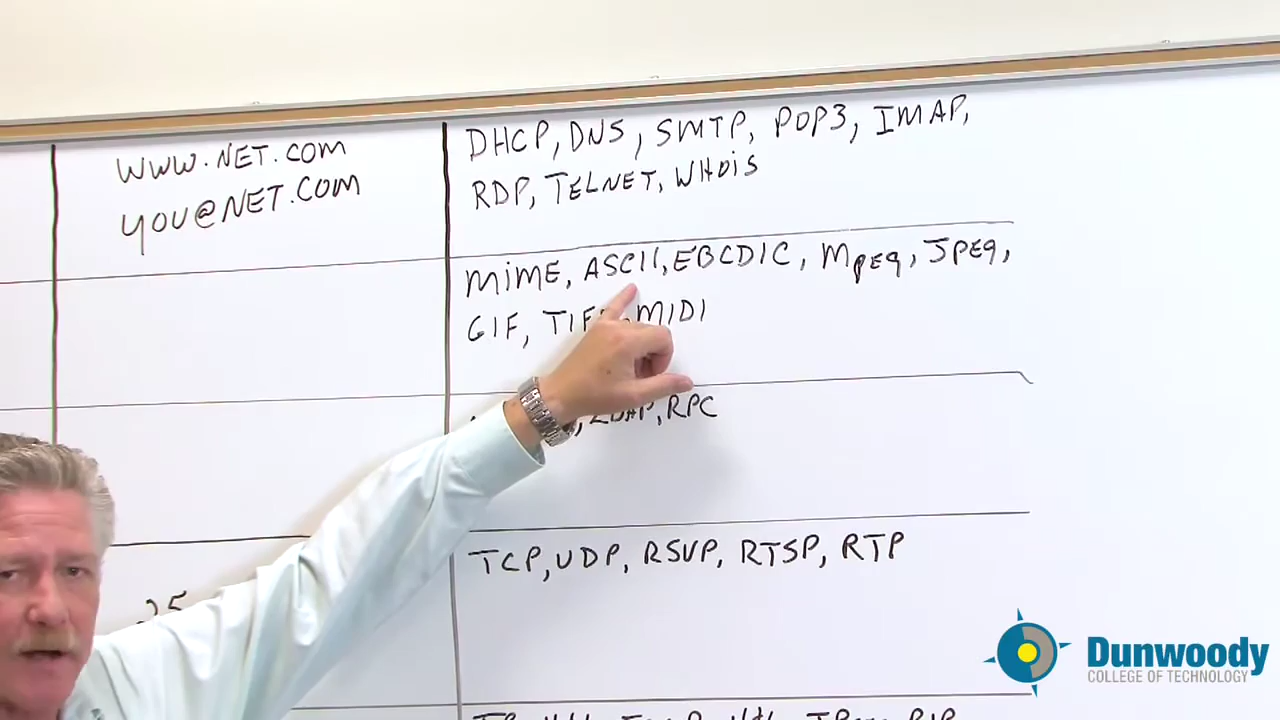 WWW.NET.COM
YOU@NET.COM
DHCP, DNS, SMTP, POP3, IMAP,
RDP, TELNET, WHOiS
MiME, ASCII, EBCDIC, MPEG, JPEG,
GIF, MIDI
RPC
25
TCP, UDP, RSVP, RTSP, RTP
Dunwoody
COLLEGE OF TECHNOLOGY